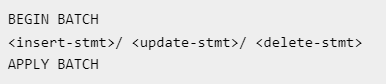 BEGIN BATCH
<insert-stmt>/ <update-stmt>/ <delete-stmt>
APPLY BATCH